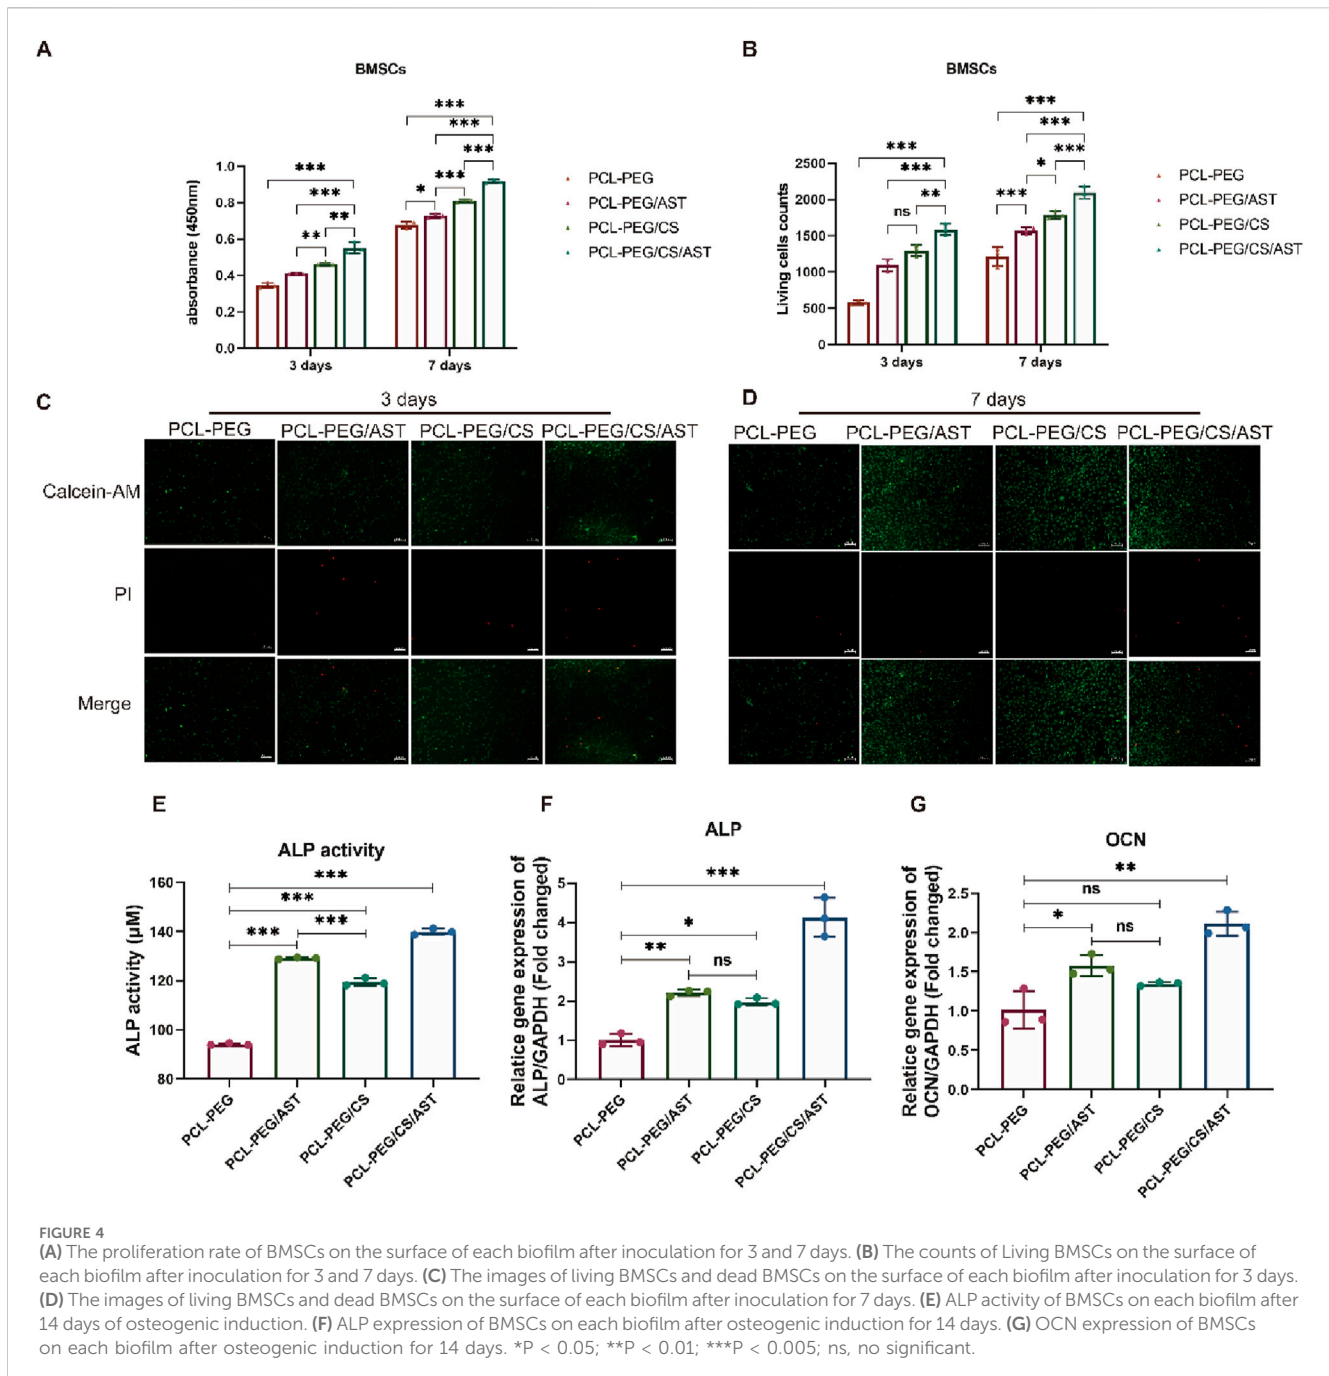 A
BMSCs
***
***
***
***
***
***
**
*
***
**
absorbance (450nm)
1.0
0.8
0.6
0.4
0.2
0.0
3 days
7 days
PCL-PEG
PCL-PEG/AST
PCL-PEG/CS
PCL-PEG/CS/AST
B
BMSCs
***
***
***
***
***
*
**
***
ns
Living cells counts
2500
2000
1500
1000
500
0
3 days
7 days
PCL-PEG
PCL-PEG/AST
PCL-PEG/CS
PCL-PEG/CS/AST
C
3 days
PCL-PEG PCL-PEG/AST PCL-PEG/CS PCL-PEG/CS/AST
Calcein-AM
PI
Merge
D
7 days
PCL-PEG PCL-PEG/AST PCL-PEG/CS PCL-PEG/CS/AST
E
ALP activity
***
***
***
***
ALP activity (μM)
160
140
120
100
80
PCL-PEG
PCL-PEG/AST
PCL-PEG/CS
PCL-PEG/CS/AST
F
ALP
***
*
**
ns
Relatice gene expression of
ALP/GAPDH (Fold changed)
5
4
3
2
1
0
PCL-PEG
PCL-PEG/AST
PCL-PEG/CS
PCL-PEG/CS/AST
G
OCN
**
ns
*
ns
Relatice gene expression of
OCN/GAPDH (Fold changed)
2.5
2.0
1.5
1.0
0.5
0.0
PCL-PEG
PCL-PEG/AST
PCL-PEG/CS
PCL-PEG/CS/AST
FIGURE 4
(A) The proliferation rate of BMSCs on the surface of each biofilm after inoculation for 3 and 7 days. (B) The counts of Living BMSCs on the surface of
each biofilm after inoculation for 3 and 7 days. (C) The images of living BMSCs and dead BMSCs on the surface of each biofilm after inoculation for 3 days.
(D) The images of living BMSCs and dead BMSCs on the surface of each biofilm after inoculation for 7 days. (E) ALP activity of BMSCs on each biofilm after
14 days of osteogenic induction. (F) ALP expression of BMSCs on each biofilm after osteogenic induction for 14 days. (G) OCN expression of BMSCs
on each biofilm after osteogenic induction for 14 days. *P < 0.05; **P < 0.01; ***P < 0.005; ns, no significant.